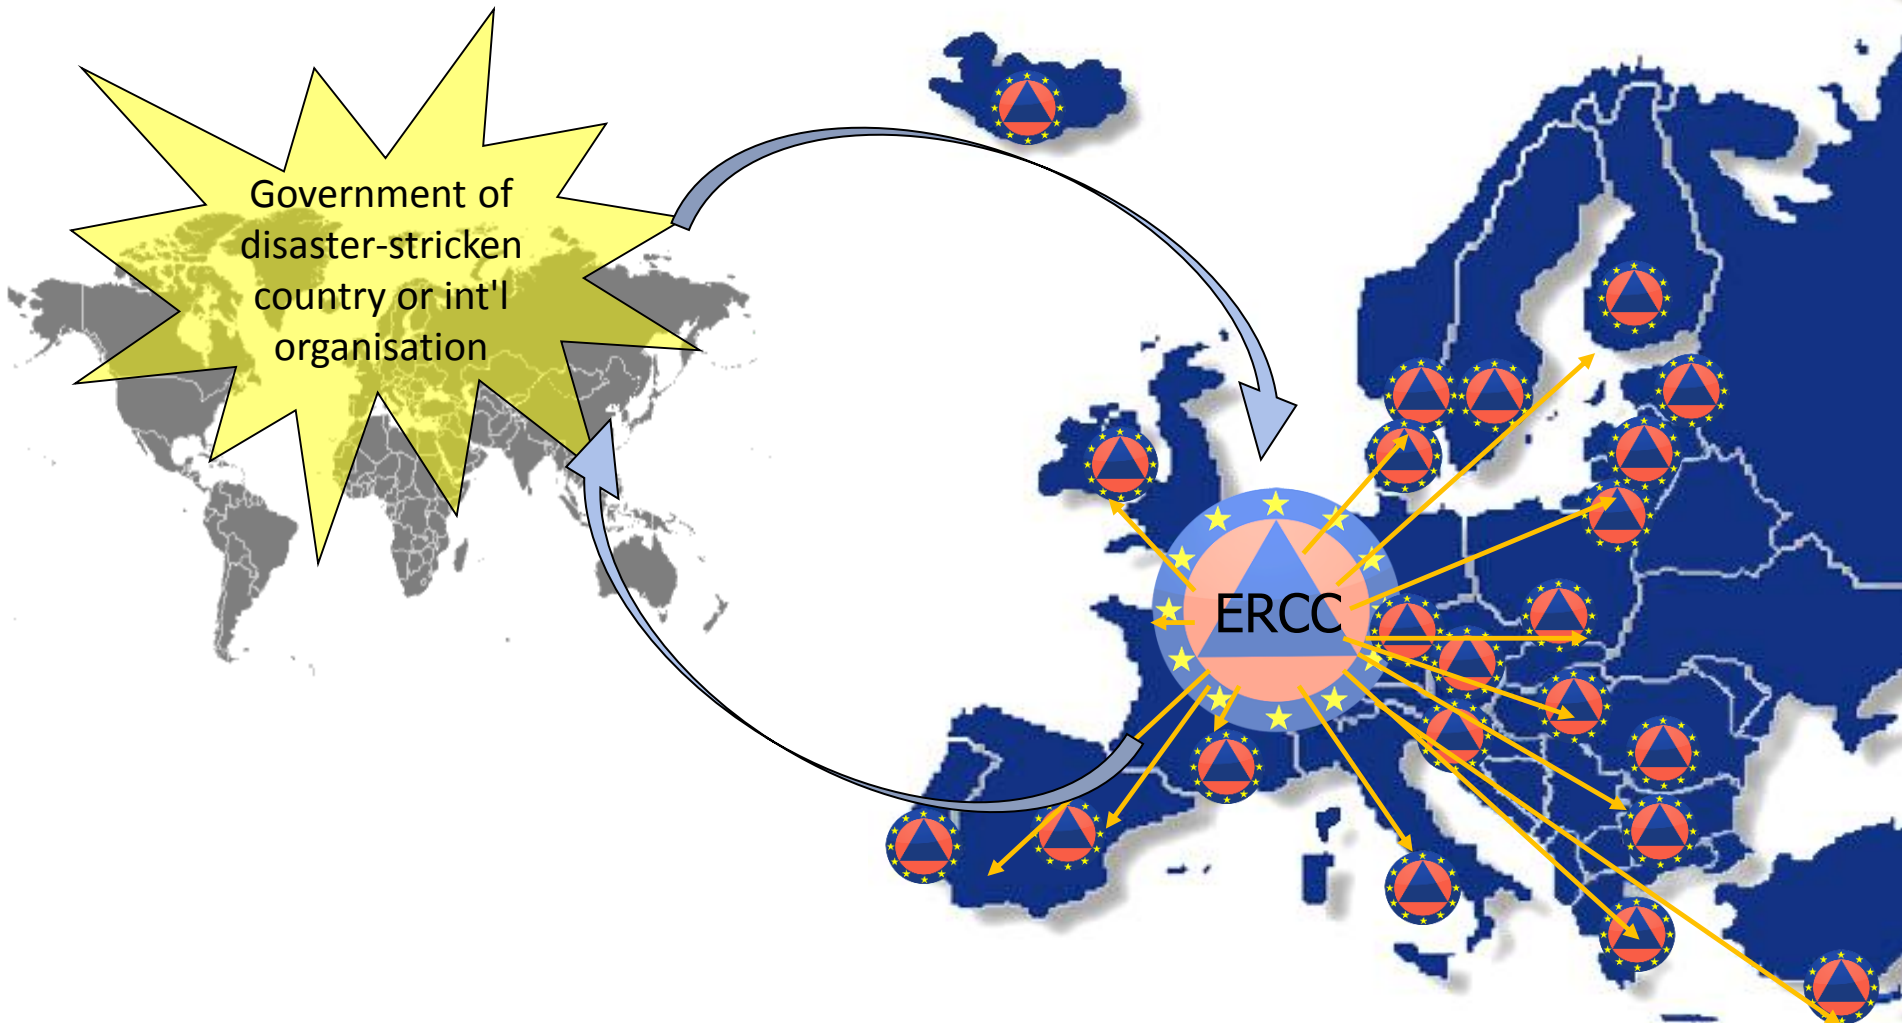 Government of
disaster-stricken
country or int'l
organisation
ERCC